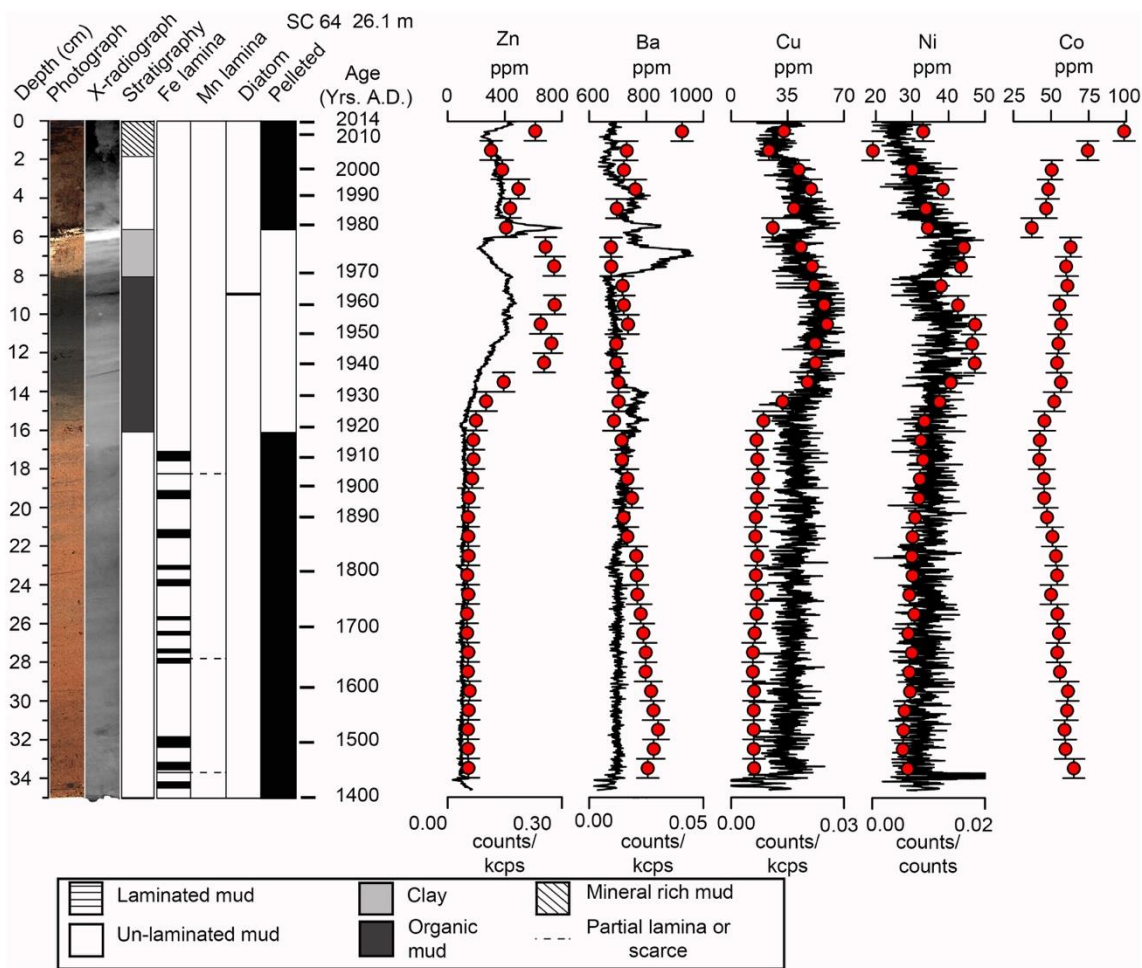 SC 64 26.1 m
Depth (cm)
Photograph
X-radiograph
Stratigraphy
Fe lamina
Mn lamina
Diatom
Pelleted
Age
(Yrs. A.D.)
Zn
ppm
0 400 800
Ba
ppm
600 800 1000
Cu
ppm
0 35 70
Ni
ppm
20 30 40 50
Co
ppm
25 50 75 100
0
2
4
6
8
10
12
14
16
18
20
22
24
26
28
30
32
34
2014
2010
2000
1990
1980
1970
1960
1950
1940
1930
1920
1910
1900
1890
1800
1700
1600
1500
1400
0.00 0.30
counts/
kcps
0.00 0.05
counts/
kcps
0.00 0.03
counts/
kcps
0.00 0.02
counts/
counts
Laminated mud
Un-laminated mud
Clay
Organic
mud
Mineral rich mud
Partial lamina or
scarce